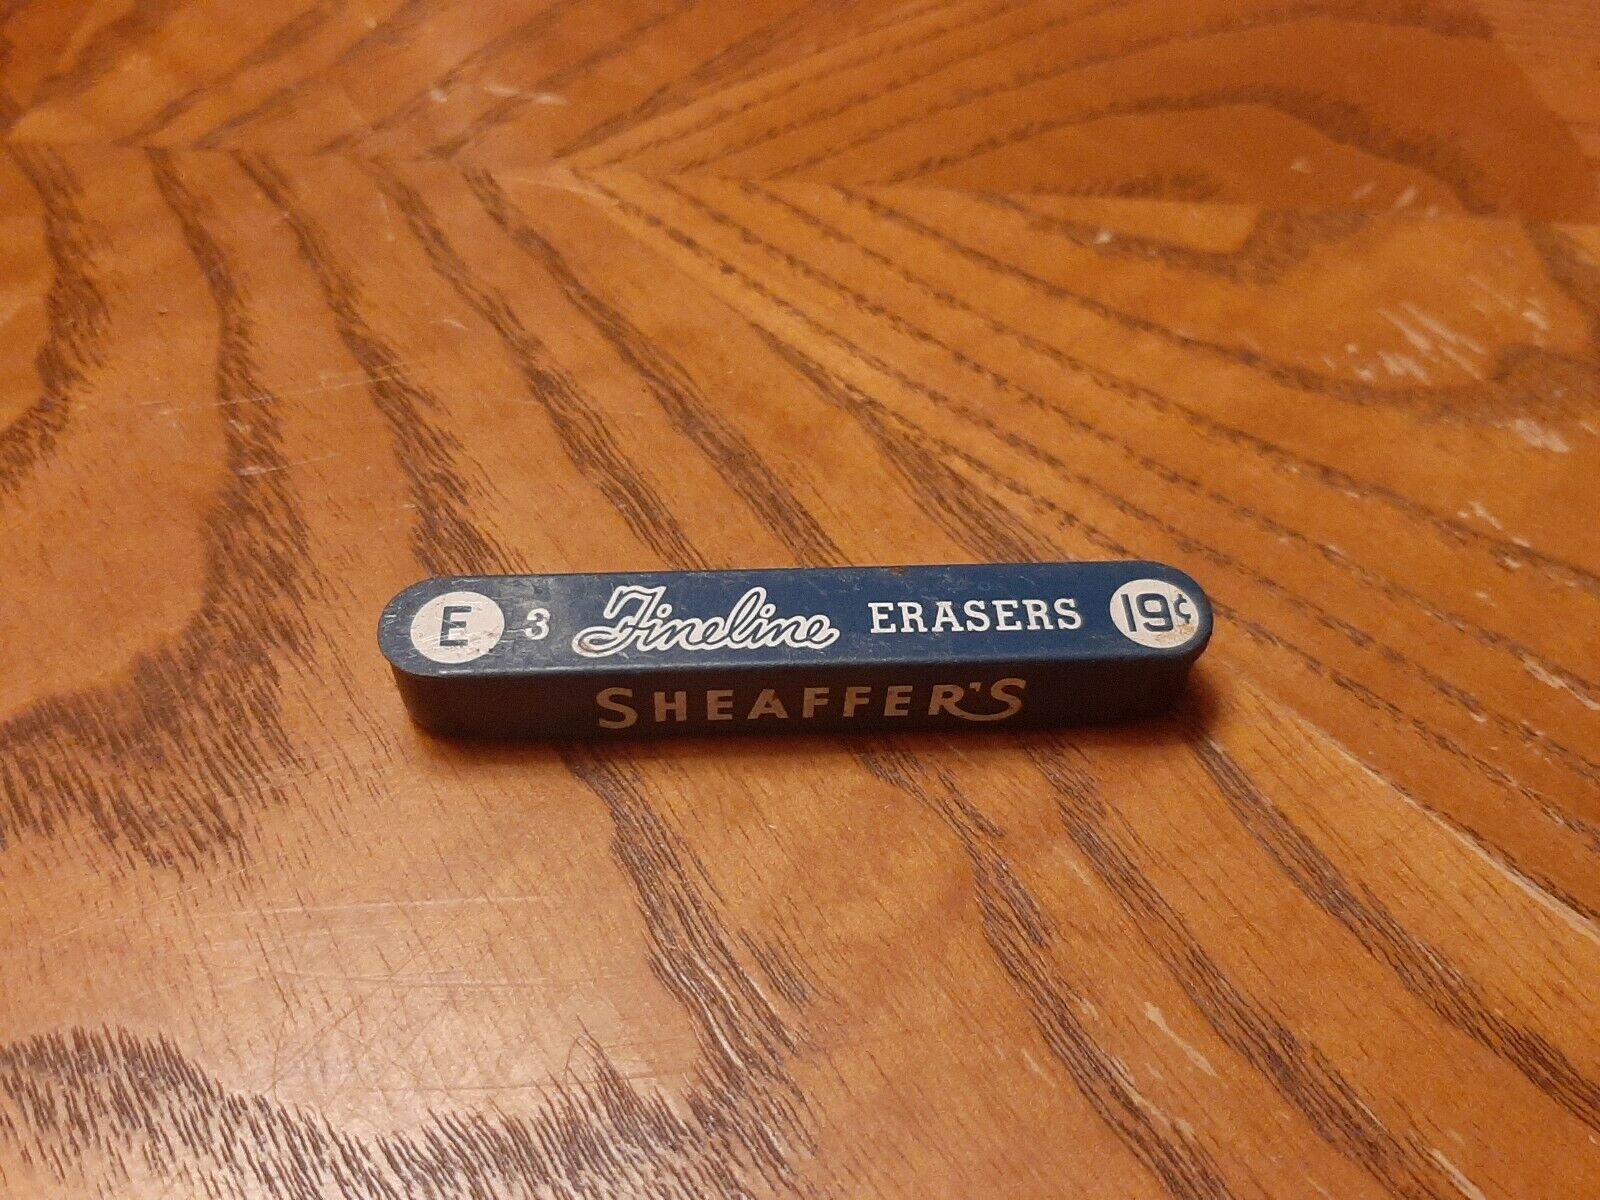 E 3 Fineline ERASERS 19¢
SHEAFFER'S